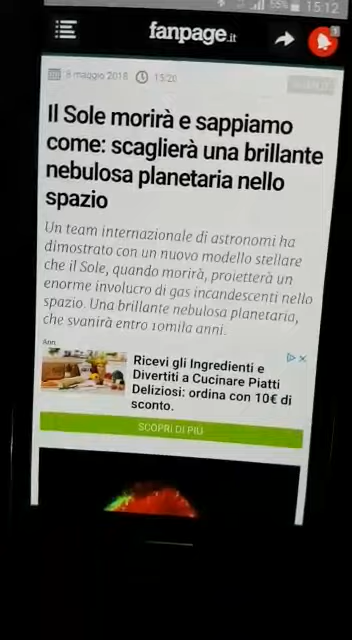 55% 15:12
fanpage.it
8 maggio 2018 15:20
Il Sole morirà e sappiamo
come: scaglierà una brillante
nebulosa planetaria nello
spazio
Un team internazionale di astronomi ha
dimostrato con un nuovo modello stellare
che il Sole, quando morirà, proietterà un
enorme involucro di gas incandescenti nello
spazio. Una brillante nebulosa planetaria,
che svanirà entro 10mila anni.
Ann.
Ricevi gli Ingredienti e
Divertiti a Cucinare Piatti
Deliziosi: ordina con 10€ di
sconto.
SCOPRI DI PIÙ